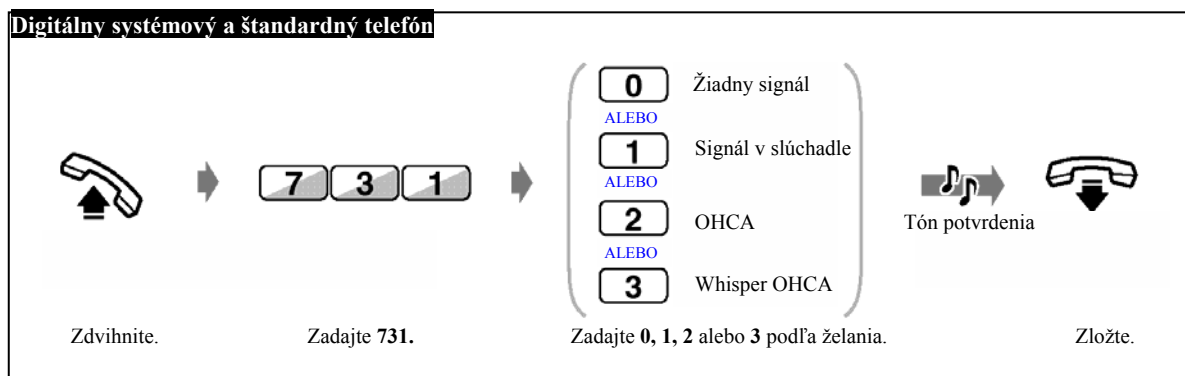 Digitálny systémový a štandardný telefón
0 Žiadny signál
ALEBO
1 Signál v slúchadle
ALEBO
7 3 1
2 OHCA
Tón potvrdenia
ALEBO
3 Whisper OHCA
Zdvihnite.
Zadajte 731.
Zadajte 0, 1, 2 alebo 3 podľa želania.
Zložte.